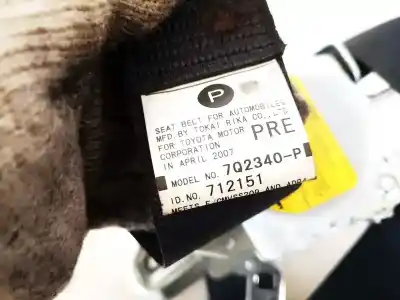 P
SEAT BELT FOR AUTOMOBILES
MFD.BY TOKAI RIKA CO.,LTD
FOR TOYOTA MOTOR
CORPORATION PRE
IN APRIL 2007
MODEL NO. 7Q2340-P
ID.NO. 712151
MEETS